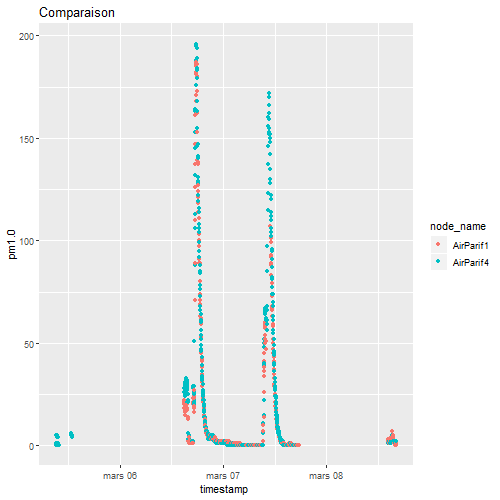 Comparaison
200
150
100
50
0
pm1.0
mars 06
mars 07
mars 08
timestamp
node_name
AirParif1
AirParif4